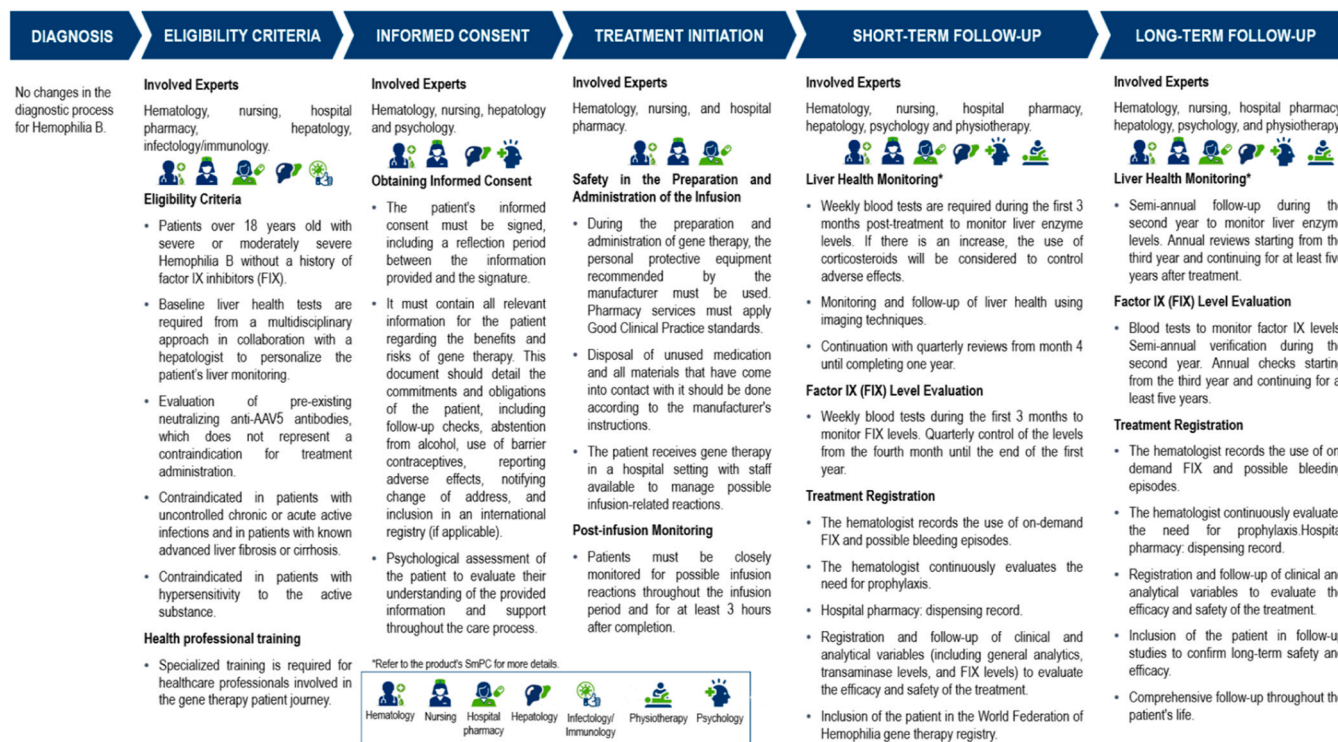 DIAGNOSIS
ELIGIBILITY CRITERIA
INFORMED CONSENT
TREATMENT INITIATION
SHORT-TERM FOLLOW-UP
LONG-TERM FOLLOW-UP
No changes in the
diagnostic process
for Hemophilia B.
Involved Experts
Hematology, nursing, hospital
pharmacy, hepatology,
infectology/immunology.
Eligibility Criteria
• Patients over 18 years old with
severe or moderately severe
Hemophilia B without a history of
factor IX inhibitors (FIX).
• Baseline liver health tests are
required from a multidisciplinary
approach in collaboration with a
hepatologist to personalize the
patient's liver monitoring.
• Evaluation of pre-existing
neutralizing anti-AAV5 antibodies,
which does not represent a
contraindication for treatment
administration.
• Contraindicated in patients with
uncontrolled chronic or acute active
infections and in patients with known
advanced liver fibrosis or cirrhosis.
• Contraindicated in patients with
hypersensitivity to the active
substance.
Health professional training
• Specialized training is required for
healthcare professionals involved in
the gene therapy patient journey.
Involved Experts
Hematology, nursing, hepatology
and psychology.
Obtaining Informed Consent
• The patient's informed
consent must be signed,
including a reflection period
between the information
provided and the signature.
• It must contain all relevant
information for the patient
regarding the benefits and
risks of gene therapy. This
document should detail the
commitments and obligations
of the patient, including
follow-up checks, abstention
from alcohol, use of barrier
contraceptives, reporting
adverse effects, notifying
change of address, and
inclusion in an international
registry (if applicable).
• Psychological assessment of
the patient to evaluate their
understanding of the provided
information and support
throughout the care process.
*Refer to the product's SmPC for more details.
Hematology
Nursing
Hospital
pharmacy
Hepatology
Infectology/
Immunology
Physiotherapy
Psychology
Involved Experts
Hematology, nursing, and hospital
pharmacy.
Safety in the Preparation and
Administration of the Infusion
• During the preparation and
administration of gene therapy, the
personal protective equipment
recommended by the
manufacturer must be used.
Pharmacy services must apply
Good Clinical Practice standards.
• Disposal of unused medication
and all materials that have come
into contact with it should be done
according to the manufacturer's
instructions.
• The patient receives gene therapy
in a hospital setting with staff
available to manage possible
infusion-related reactions.
Post-infusion Monitoring
• Patients must be closely
monitored for possible infusion
reactions throughout the infusion
period and for at least 3 hours
after completion.
Involved Experts
Hematology, nursing, hospital pharmacy,
hepatology, psychology and physiotherapy.
Liver Health Monitoring*
• Weekly blood tests are required during the first 3
months post-treatment to monitor liver enzyme
levels. If there is an increase, the use of
corticosteroids will be considered to control
adverse effects.
• Monitoring and follow-up of liver health using
imaging techniques.
• Continuation with quarterly reviews from month 4
until completing one year.
Factor IX (FIX) Level Evaluation
• Weekly blood tests during the first 3 months to
monitor FIX levels. Quarterly control of the levels
from the fourth month until the end of the first
year.
Treatment Registration
• The hematologist records the use of on-demand
FIX and possible bleeding episodes.
• The hematologist continuously evaluates the
need for prophylaxis.
• Hospital pharmacy: dispensing record.
• Registration and follow-up of clinical and
analytical variables (including general analytics,
transaminase levels, and FIX levels) to evaluate
the efficacy and safety of the treatment.
• Inclusion of the patient in the World Federation of
Hemophilia gene therapy registry.
Involved Experts
Hematology, nursing, hospital pharmacy
hepatology, psychology, and physiotherapy
Liver Health Monitoring*
• Semi-annual follow-up during the
second year to monitor liver enzyme
levels. Annual reviews starting from the
third year and continuing for at least five
years after treatment.
Factor IX (FIX) Level Evaluation
• Blood tests to monitor factor IX levels
Semi-annual verification during the
second year. Annual checks starting
from the third year and continuing for a
least five years.
Treatment Registration
• The hematologist records the use of on-
demand FIX and possible bleeding
episodes.
• The hematologist continuously evaluates
the need for prophylaxis.Hospital
pharmacy: dispensing record.
• Registration and follow-up of clinical and
analytical variables to evaluate the
efficacy and safety of the treatment.
• Inclusion of the patient in follow-up
studies to confirm long-term safety and
efficacy.
• Comprehensive follow-up throughout the
patient's life.